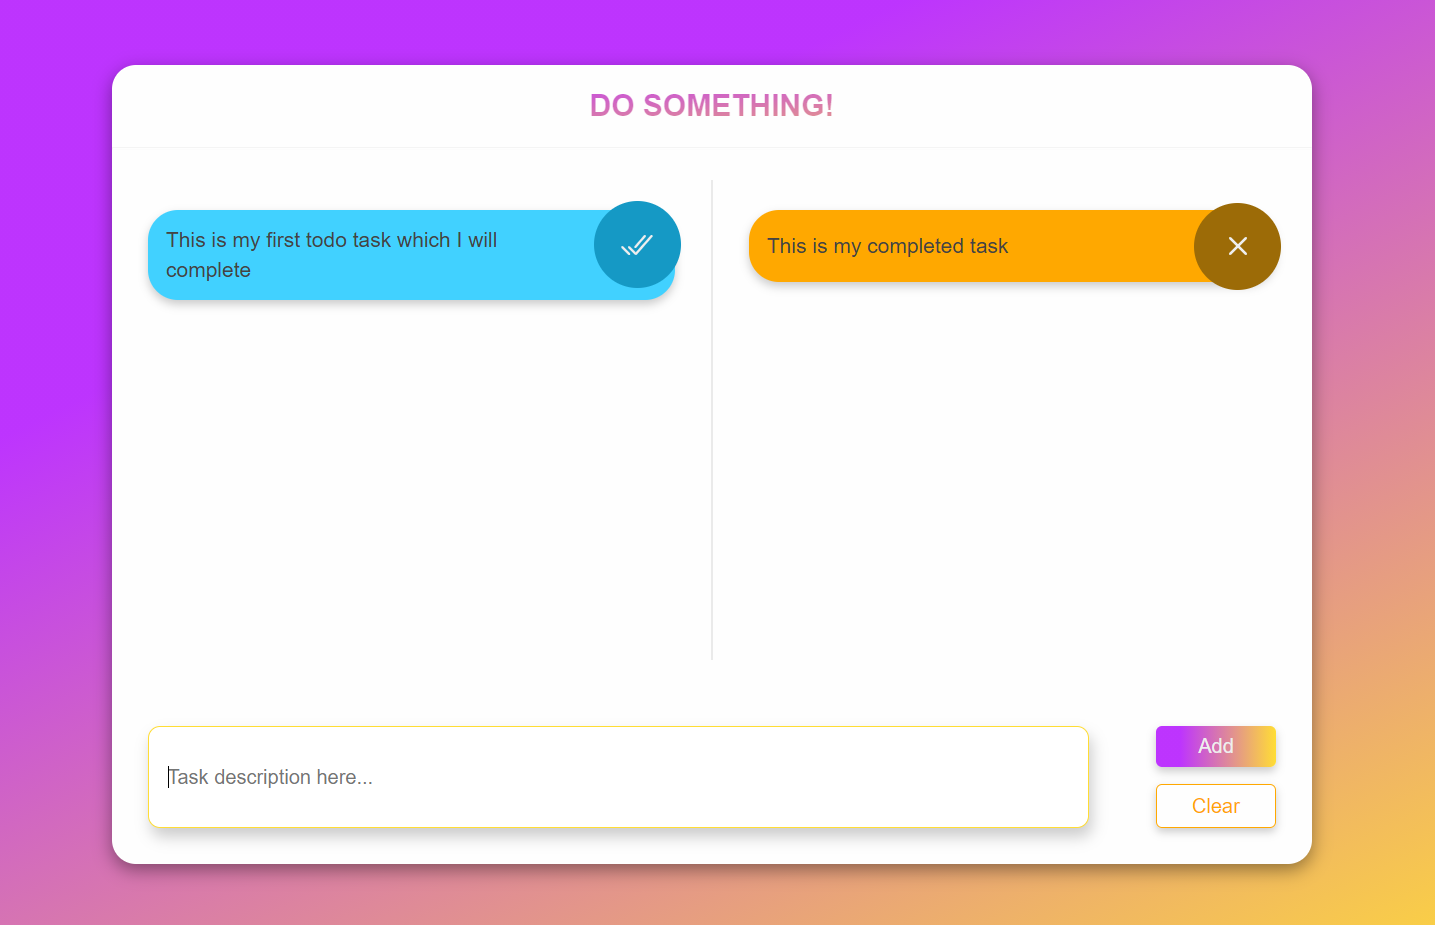 DO SOMETHING!
This is my first todo task which I will
complete
This is my completed task
Task description here...
Add
Clear